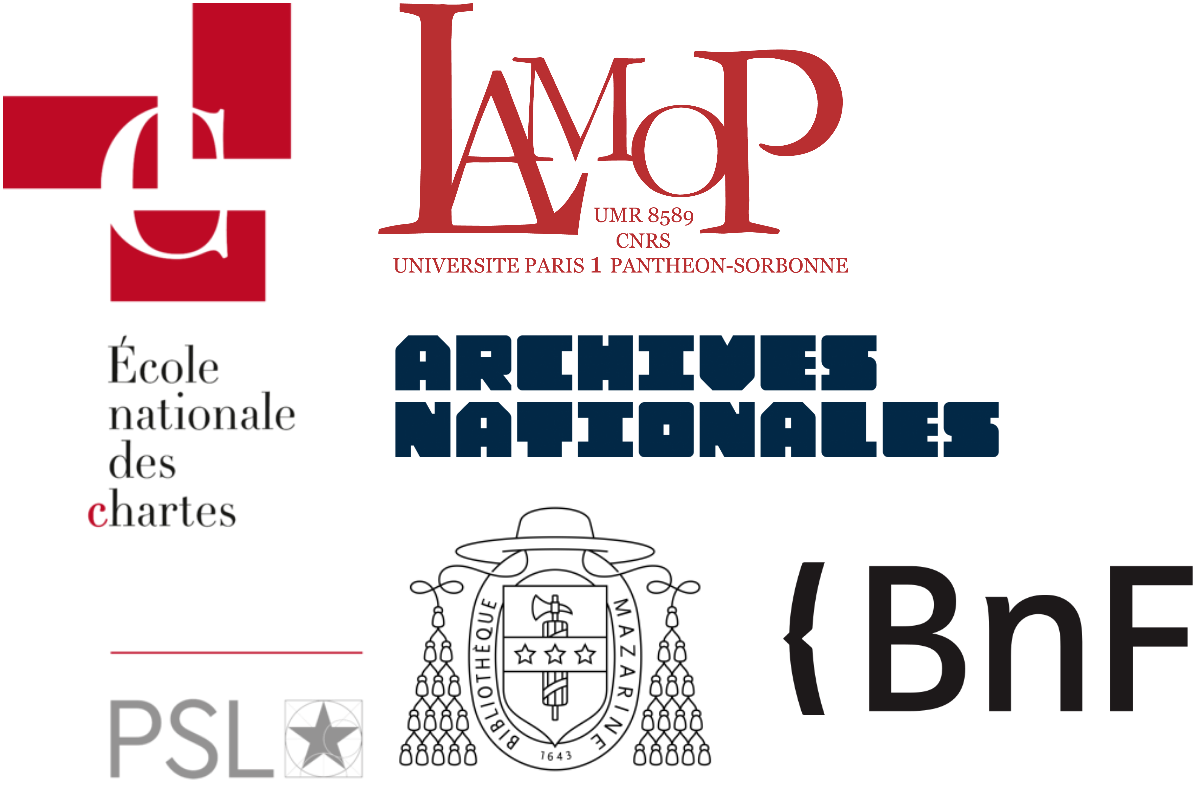 C
École
nationale
des
chartes
PSL
LAMOP
UMR 8589
CNRS
UNIVERSITE PARIS 1 PANTHEON-SORBONNE
ARCHIVES
NATIONALES
BIBLIOTHÈQUE MAZARINE
1643
{BnF